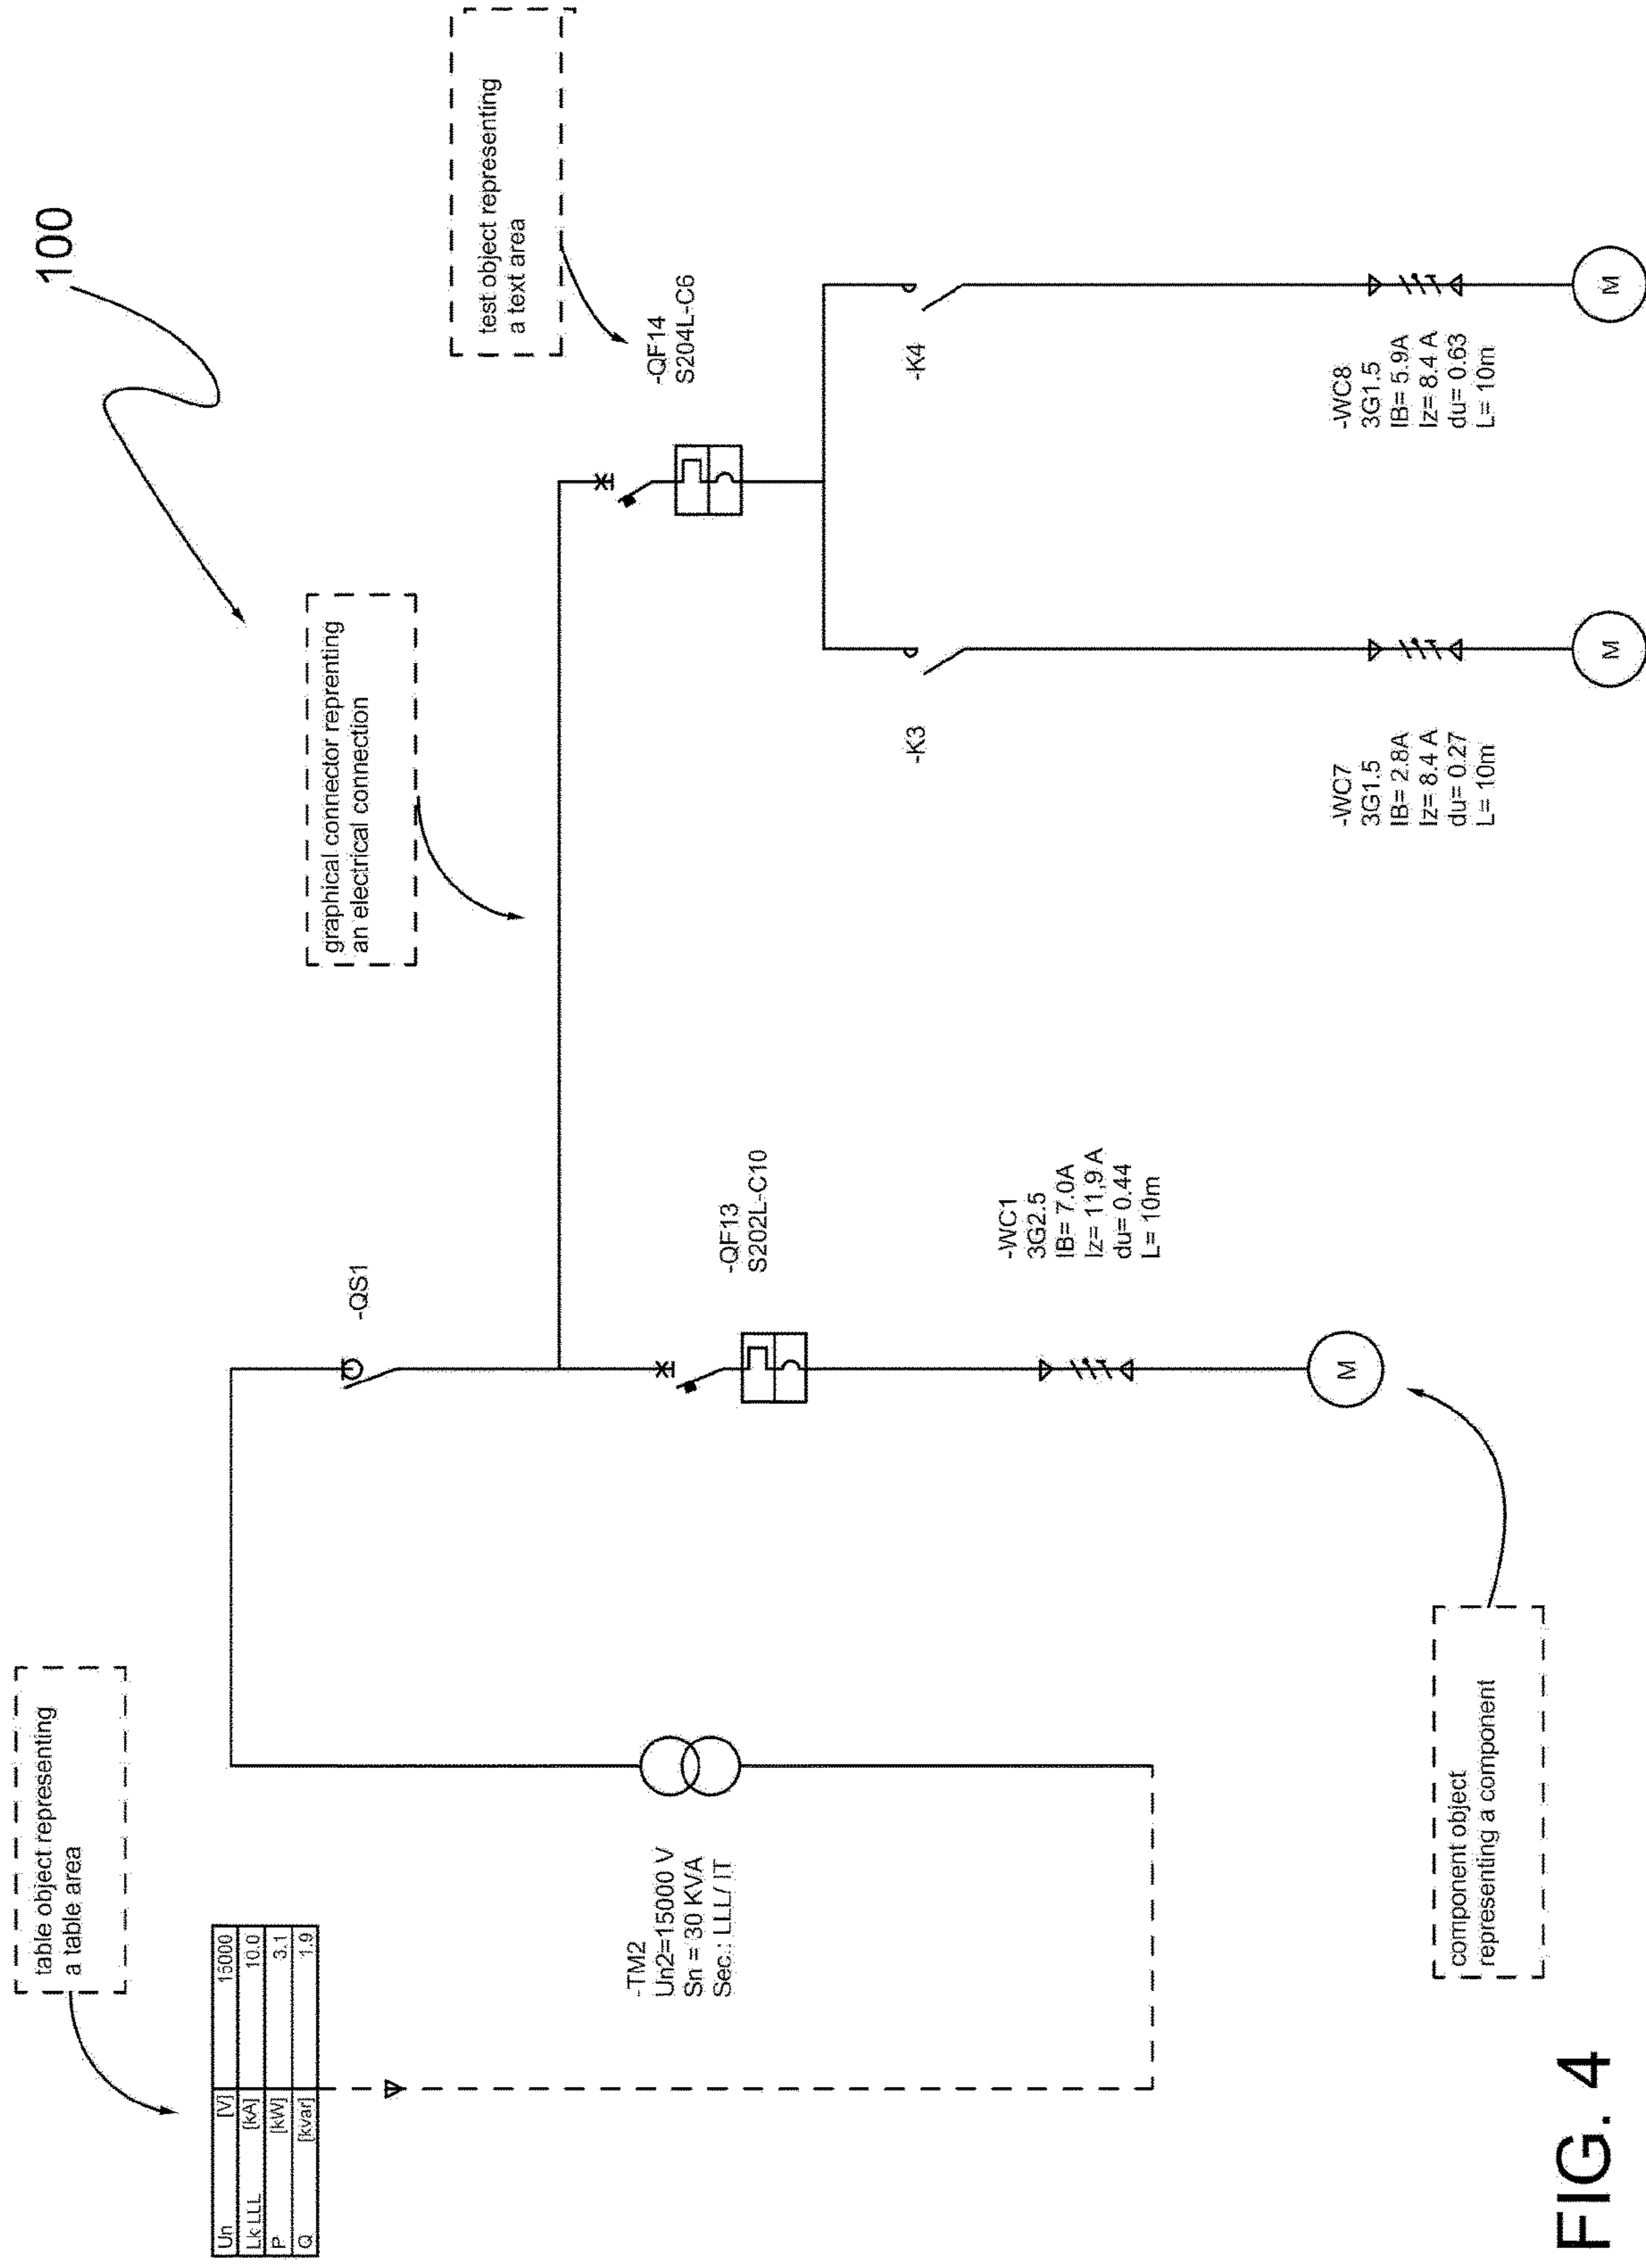 table object representing
a table area
100
Un [V] 15000
Lk LLL [kA] 10.0
P [kW] 3.1
Q [kvar] 1.9
graphical connector reprenting
an electrical connection
test object representing
a text area
-QS1
-TM2
Un2=15000 V
Sn = 30 KVA
Sec.: LLL/ IT
-QF13
S202L-C10
-QF14
S204L-C6
-K3
-K4
-WC1
3G2.5
IB= 7.0A
Iz= 11,9 A
du= 0.44
L= 10m
-WC7
3G1.5
IB= 2.8A
Iz= 8.4 A
du= 0.27
L= 10m
-WC8
3G1.5
IB= 5.9A
Iz= 8.4 A
du= 0.63
L= 10m
M
M
M
component object
representing a component
FIG. 4